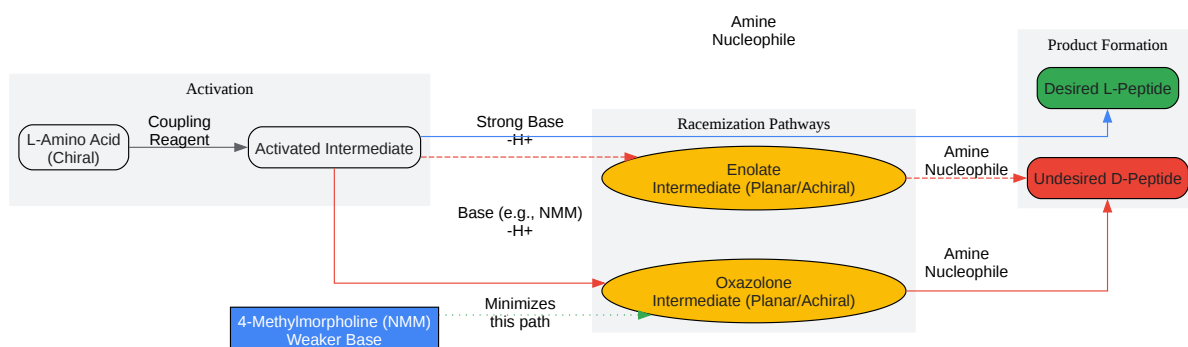 Amine
Nucleophile
Product Formation
Activation
Desired L-Peptide
Coupling
Reagent
L-Amino Acid
(Chiral)
Activated Intermediate
Strong Base
-H+
Racemization Pathways
Enolate
Intermediate (Planar/Achiral)
Amine
Nucleophile
Undesired D-Peptide
Base (e.g., NMM)
-H+
Oxazolone
Intermediate (Planar/Achiral)
Amine
Nucleophile
4-Methylmorpholine (NMM)
Weaker Base
Minimizes
this path